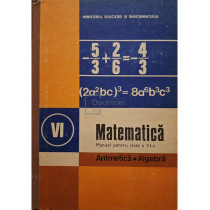 MINISTERUL EDUCAȚIEI ȘI ÎNVĂȚĂMÎNTULUI
-5/3 + 2/6 = -4/3
(2a²bc)³ = 8a⁶b³c³
VI
Matematică
Manual pentru clasa a VI-a
Aritmetică • Algebră